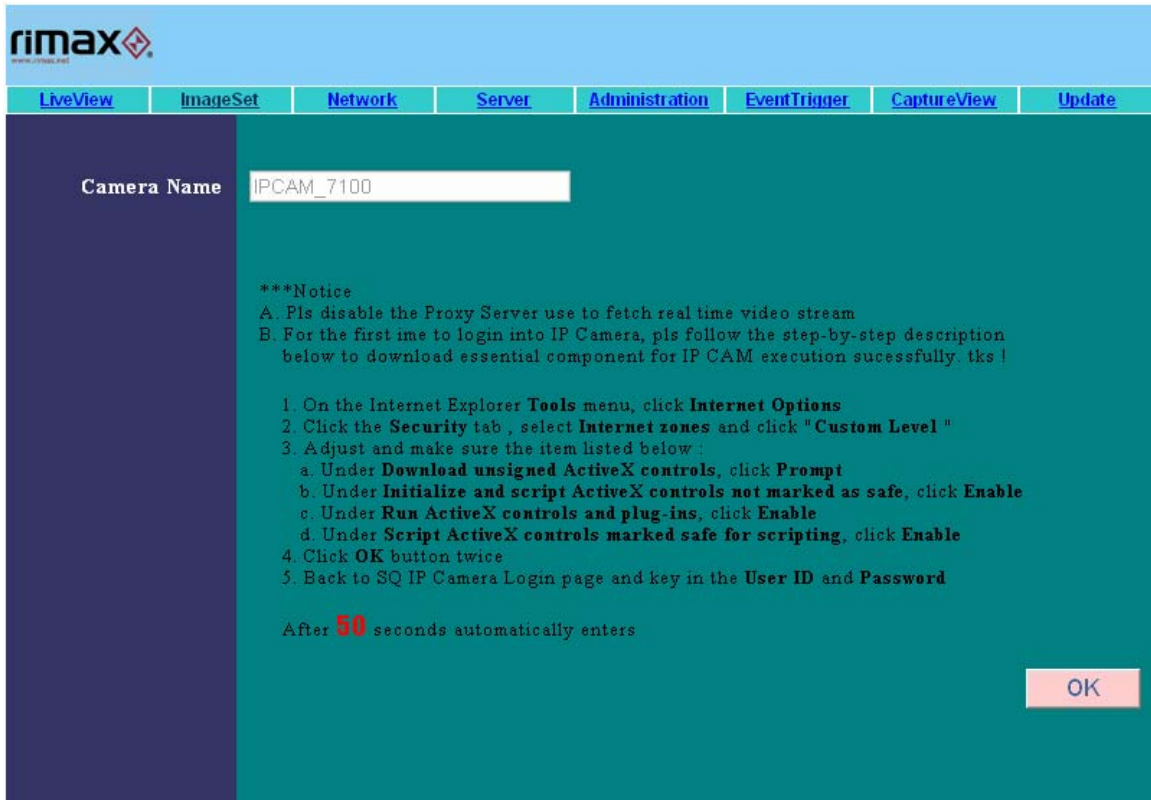 rimax
www.rimax.net
LiveView ImageSet Network Server Administration EventTrigger CaptureView Update
Camera Name IPCAM_7100
***Notice
A. Pls disable the Proxy Server use to fetch real time video stream
B. For the first ime to login into IP Camera, pls follow the step-by-step description
below to download essential component for IP CAM execution sucessfully. tks !
1. On the Internet Explorer Tools menu, click Internet Options
2. Click the Security tab , select Internet zones and click "Custom Level "
3. Adjust and make sure the item listed below :
a. Under Download unsigned ActiveX controls, click Prompt
b. Under Initialize and script ActiveX controls not marked as safe, click Enable
c. Under Run ActiveX controls and plug-ins, click Enable
d. Under Script ActiveX controls marked safe for scripting, click Enable
4. Click OK button twice
5. Back to SQ IP Camera Login page and key in the User ID and Password
After 50 seconds automatically enters
OK